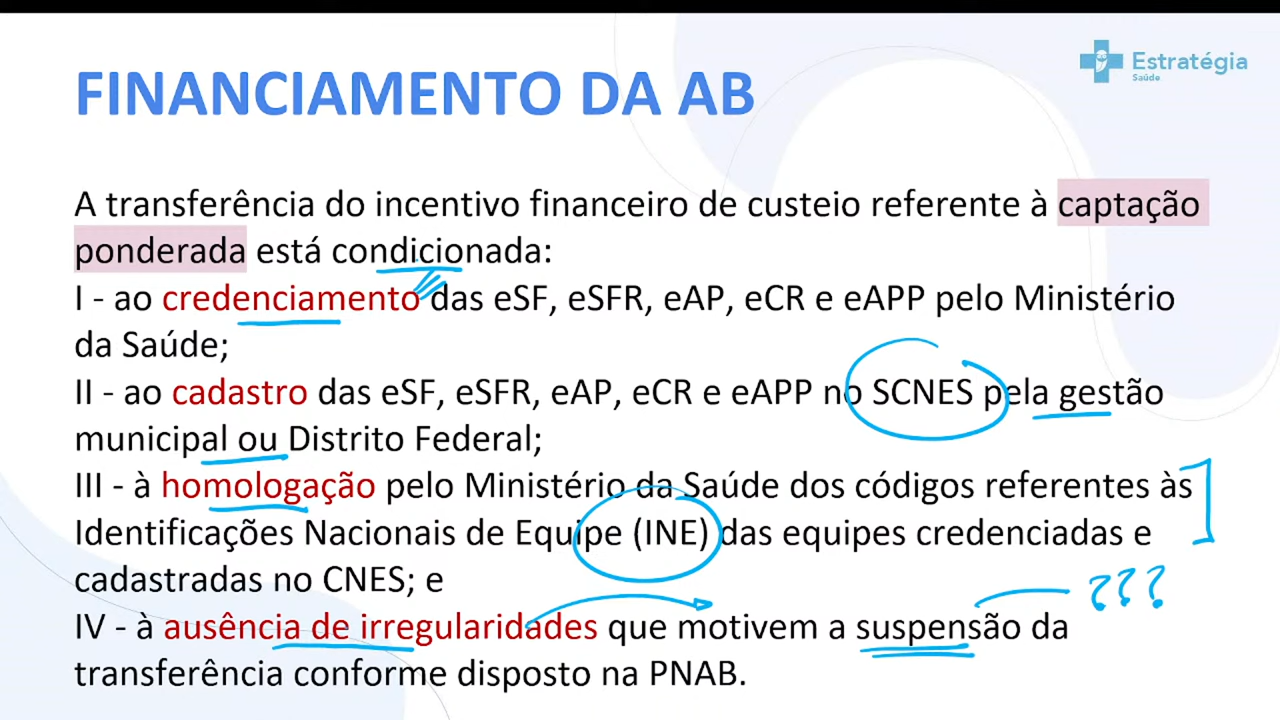 Estratégia
Saúde
FINANCIAMENTO DA AB
A transferência do incentivo financeiro de custeio referente à captação
ponderada está condicionada:
I - ao credenciamento das eSF, eSFR, eAP, eCR e eAPP pelo Ministério
da Saúde;
II - ao cadastro das eSF, eSFR, eAP, eCR e eAPP no SCNES pela gestão
municipal ou Distrito Federal;
III - à homologação pelo Ministério da Saúde dos códigos referentes às
Identificações Nacionais de Equipe (INE) das equipes credenciadas e
cadastradas no CNES; e
???
IV - à ausência de irregularidades que motivem a suspensão da
transferência conforme disposto na PNAB.